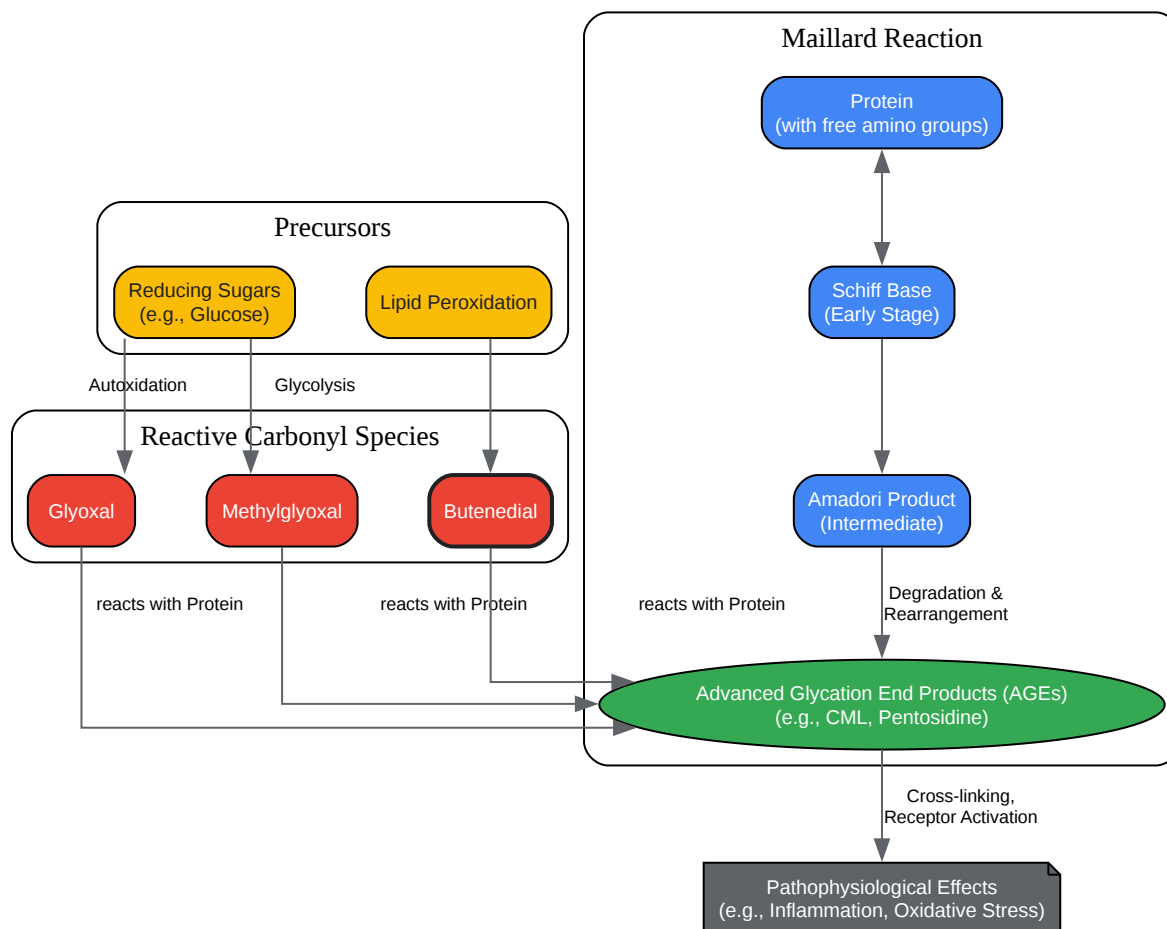 Maillard Reaction
Protein
(with free amino groups)
Precursors
Reducing Sugars
(e.g., Glucose)
Lipid Peroxidation
Schiff Base
(Early Stage)
Autoxidation
Glycolysis
Reactive Carbonyl Species
Glyoxal
Methylglyoxal
Butenedial
Amadori Product
(Intermediate)
reacts with Protein
reacts with Protein
reacts with Protein
Degradation &
Rearrangement
Advanced Glycation End Products (AGEs)
(e.g., CML, Pentosidine)
Cross-linking,
Receptor Activation
Pathophysiological Effects
(e.g., Inflammation, Oxidative Stress)